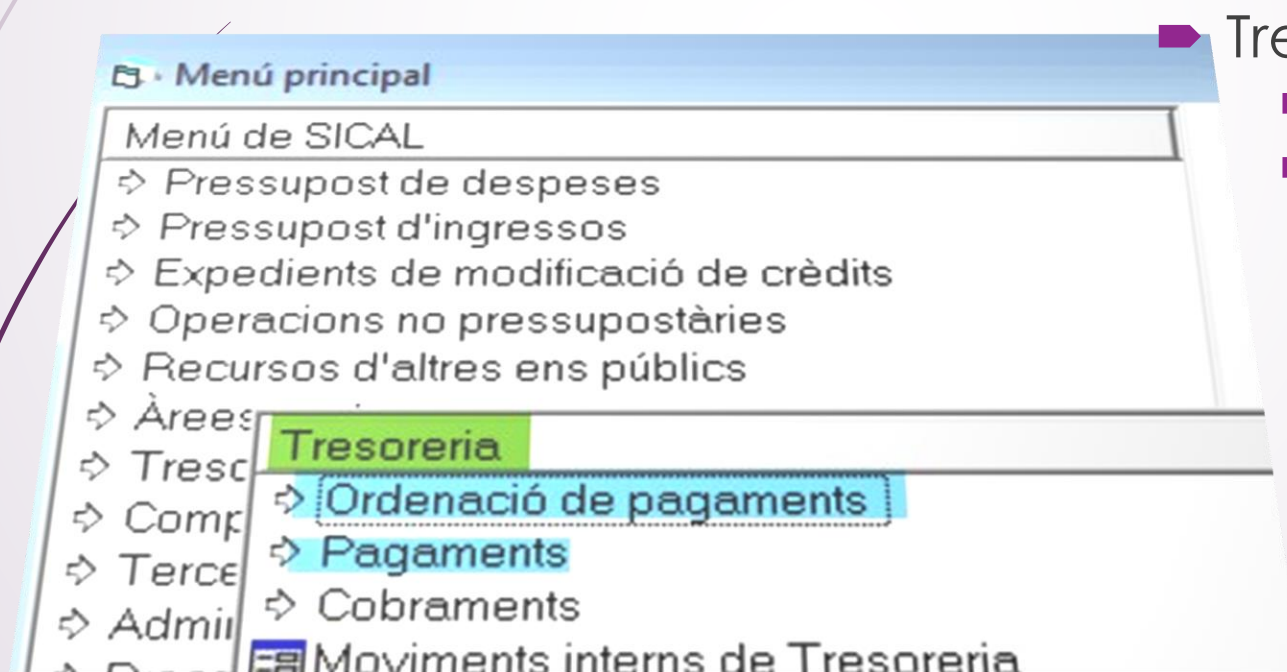 Menú principal
Menú de SICAL
Pressupost de despeses
Pressupost d'ingressos
Expedients de modificació de crèdits
Operacions no pressupostàries
Recursos d'altres ens públics
Tresoreria
Ordenació de pagaments
Pagaments
Cobraments
Moviments interns de Tresoreria